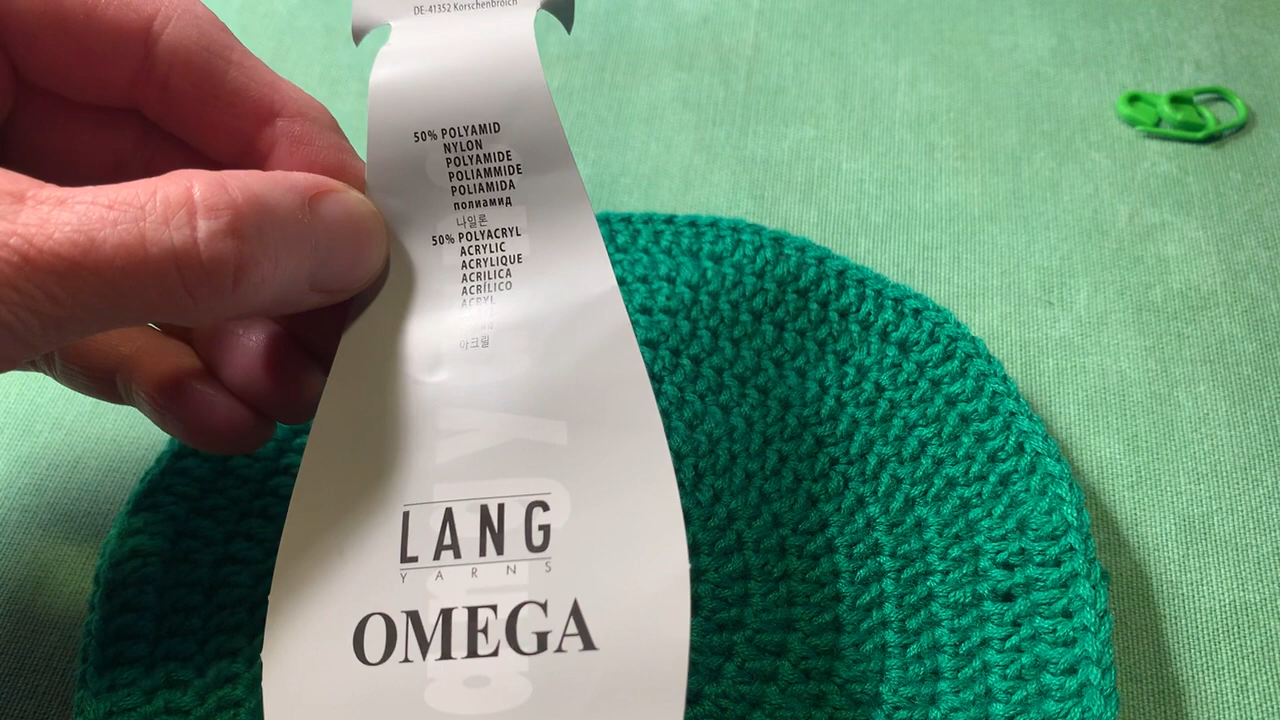 DE-41352 Korschenbroich
50% POLYAMID
NYLON
POLYAMIDE
POLIAMMIDE
POLIAMIDA
полиамид
나일론
50% POLYACRYL
ACRYLIC
ACRYLIQUE
ACRILICA
ACRÍLICO
ACRYL
아크릴
LANG
YARNS
OMEGA